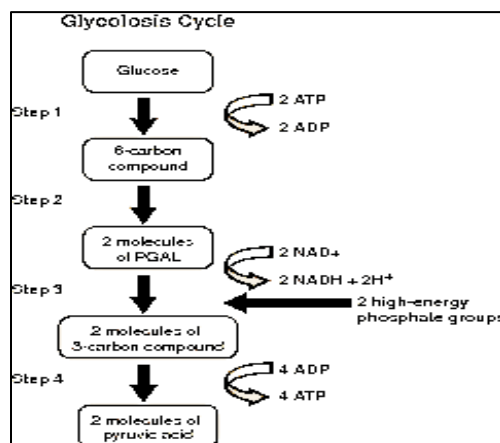 Glycolosis Cycle
Glucose
Step 1
2 ATP
2 ADP
6-carbon
compound
Step 2
2 molecules
of PGAL
2 NAD+
2 NADH + 2H+
Step 3
2 high-energy
phosphate groups
2 molecules of
3-carbon compound
Step 4
4 ADP
4 ATP
2 molecules of
pyruvic acid